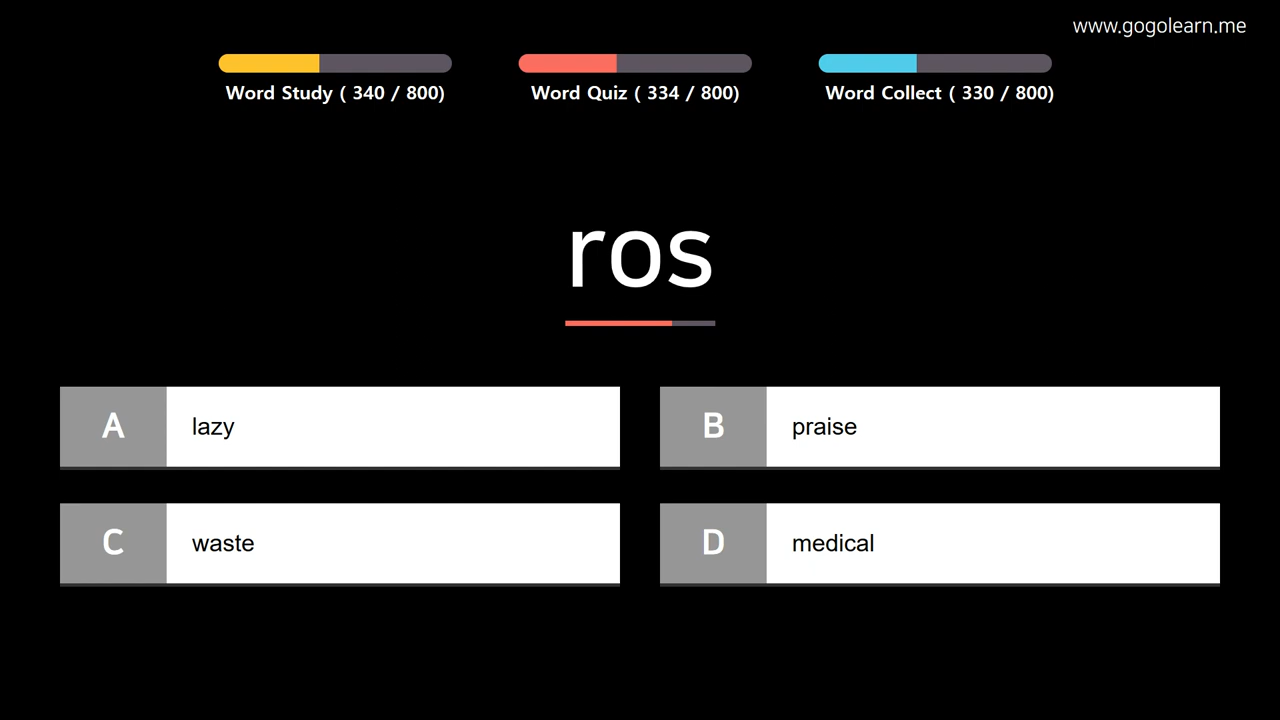 www.gogolearn.me
Word Study ( 340 / 800)
Word Quiz ( 334 / 800)
Word Collect ( 330 / 800)
ros
A lazy
B praise
C waste
D medical